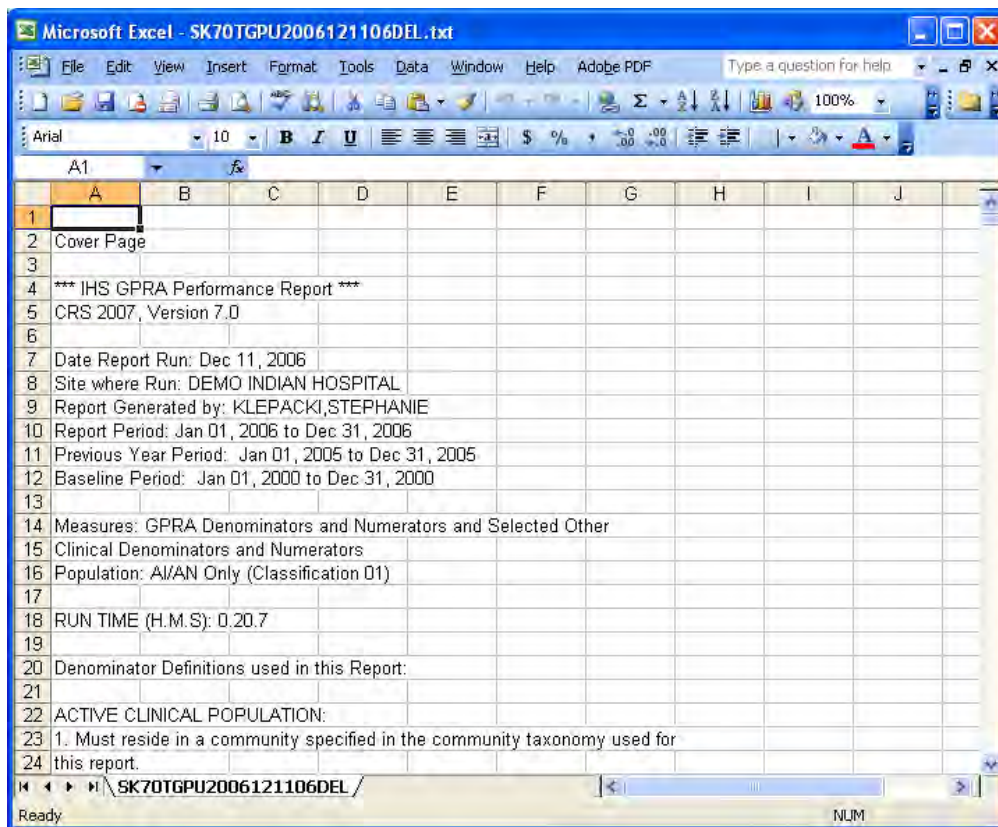 Microsoft Excel - SK70TGPU2006121106DEL.txt
File Edit View Insert Format Tools Data Window Help Adobe PDF Type a question for help
100%
Arial 10 B I U $ % ,
A1 fx
A B C D E F G H I J
1
2 Cover Page
3
4 *** IHS GPRA Performance Report ***
5 CRS 2007, Version 7.0
6
7 Date Report Run: Dec 11, 2006
8 Site where Run: DEMO INDIAN HOSPITAL
9 Report Generated by: KLEPACKI,STEPHANIE
10 Report Period: Jan 01, 2006 to Dec 31, 2006
11 Previous Year Period: Jan 01, 2005 to Dec 31, 2005
12 Baseline Period: Jan 01, 2000 to Dec 31, 2000
13
14 Measures: GPRA Denominators and Numerators and Selected Other
15 Clinical Denominators and Numerators
16 Population: AI/AN Only (Classification 01)
17
18 RUN TIME (H.M.S): 0.20.7
19
20 Denominator Definitions used in this Report:
21
22 ACTIVE CLINICAL POPULATION:
23 1. Must reside in a community specified in the community taxonomy used for
24 this report.
SK70TGPU2006121106DEL
Ready NUM